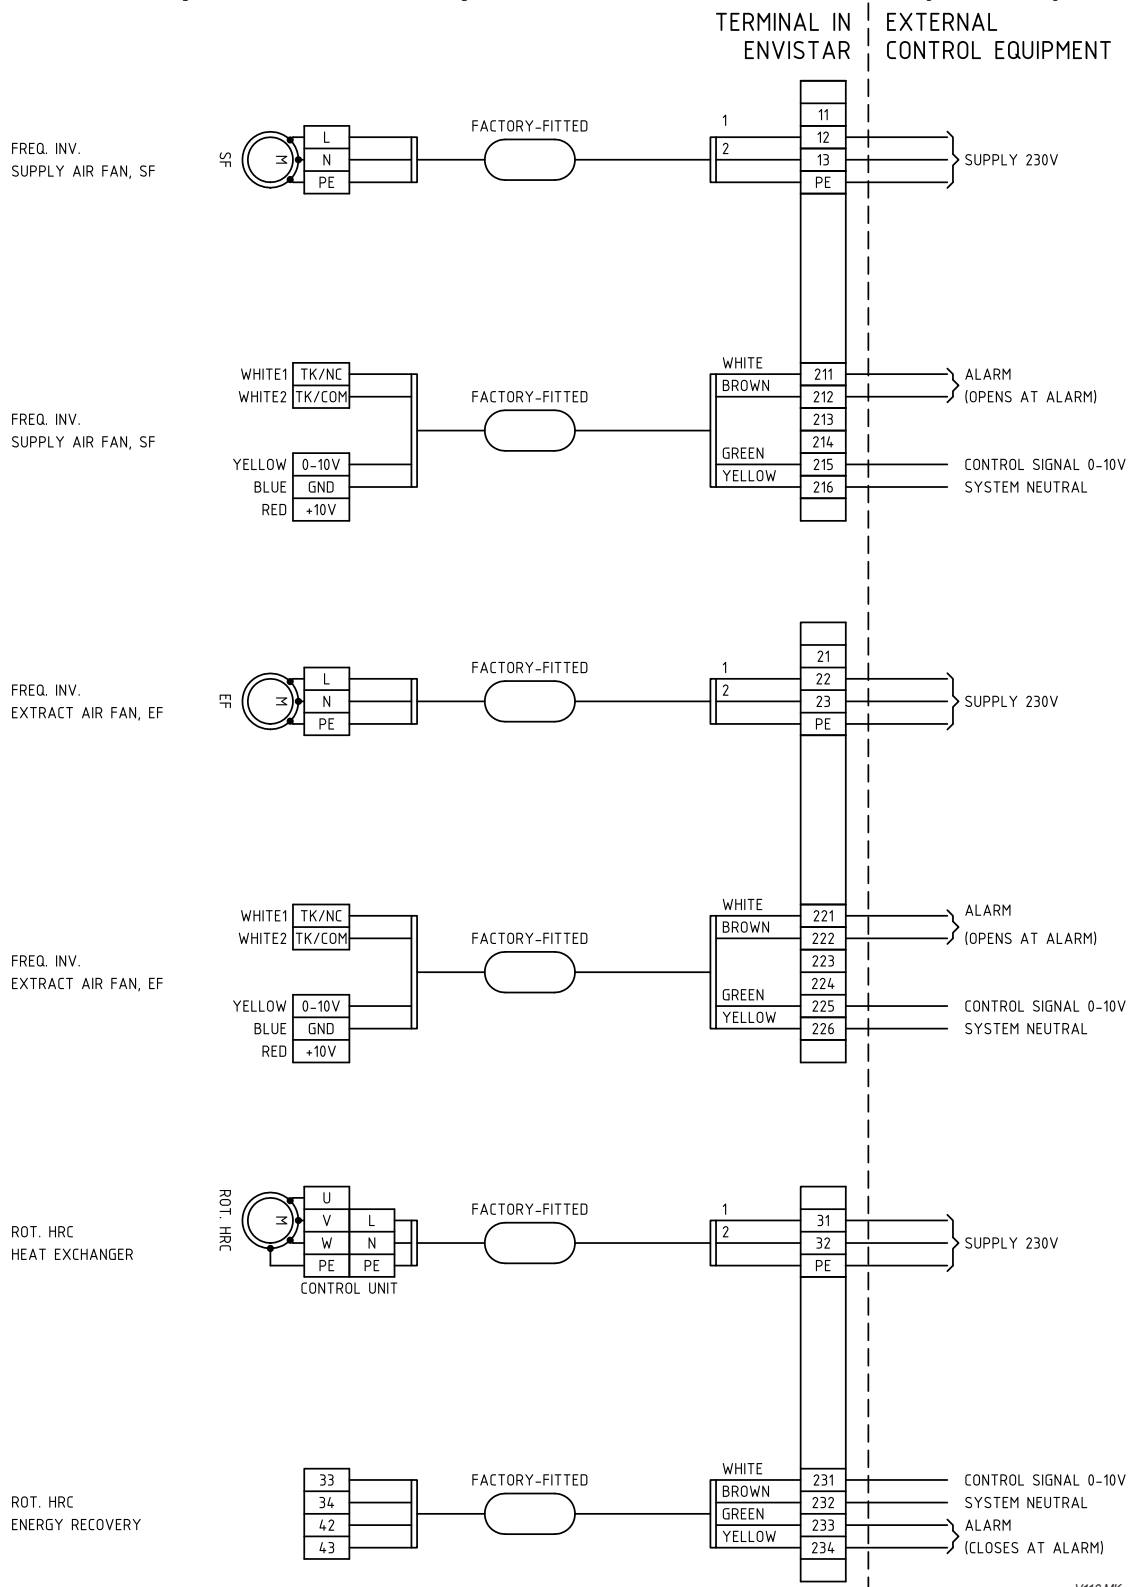 TERMINAL IN
ENVISTAR
EXTERNAL
CONTROL EQUIPMENT
FREQ. INV.
SUPPLY AIR FAN, SF
SF
M
L
N
PE
FACTORY-FITTED
1
2
11
12
13
PE
SUPPLY 230V
FREQ. INV.
SUPPLY AIR FAN, SF
WHITE1 TK/NC
WHITE2 TK/COM
YELLOW 0-10V
BLUE GND
RED +10V
FACTORY-FITTED
WHITE
BROWN
GREEN
YELLOW
211
212
213
214
215
216
ALARM
(OPENS AT ALARM)
CONTROL SIGNAL 0-10V
SYSTEM NEUTRAL
FREQ. INV.
EXTRACT AIR FAN, EF
EF
M
L
N
PE
FACTORY-FITTED
1
2
21
22
23
PE
SUPPLY 230V
FREQ. INV.
EXTRACT AIR FAN, EF
WHITE1 TK/NC
WHITE2 TK/COM
YELLOW 0-10V
BLUE GND
RED +10V
FACTORY-FITTED
WHITE
BROWN
GREEN
YELLOW
221
222
223
224
225
226
ALARM
(OPENS AT ALARM)
CONTROL SIGNAL 0-10V
SYSTEM NEUTRAL
ROT. HRC
HEAT EXCHANGER
ROT. HRC
M
U
V L
W N
PE PE
CONTROL UNIT
FACTORY-FITTED
1
2
31
32
PE
SUPPLY 230V
ROT. HRC
ENERGY RECOVERY
33
34
42
43
FACTORY-FITTED
WHITE
BROWN
GREEN
YELLOW
231
232
233
234
CONTROL SIGNAL 0-10V
SYSTEM NEUTRAL
ALARM
(CLOSES AT ALARM)